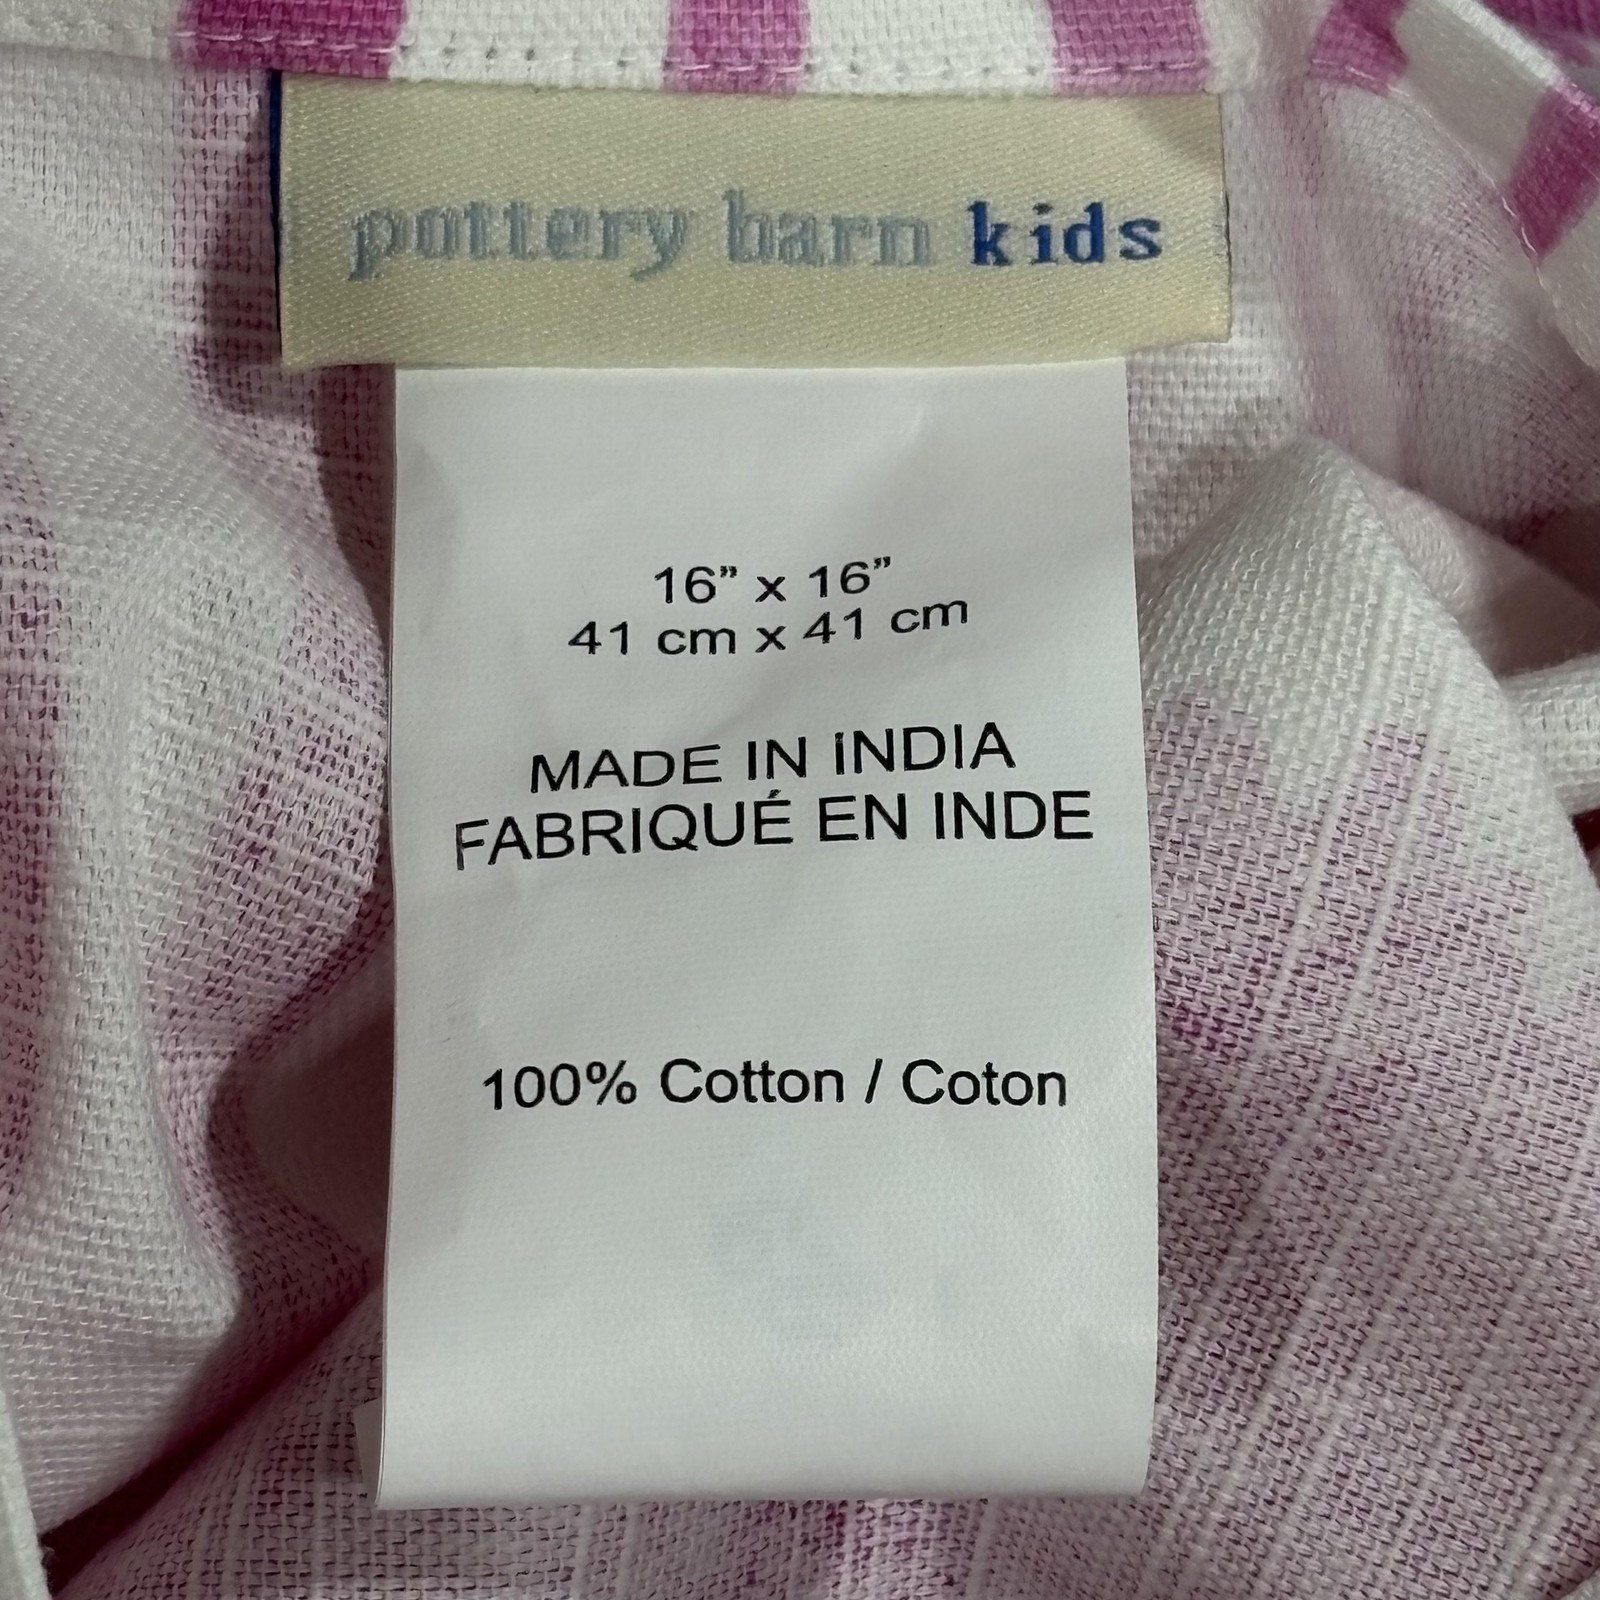 pottery barn kids
16” x 16”
41 cm x 41 cm
MADE IN INDIA
FABRIQUÉ EN INDE
100% Cotton / Coton